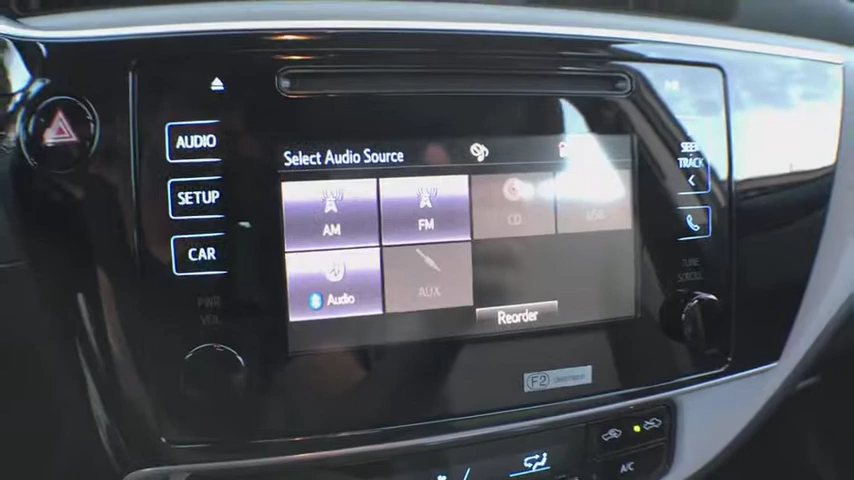 AUDIO
SETUP
CAR
PWR
VOL
Select Audio Source
AM
FM
CD
USB
Audio
AUX
Reorder
SEEK
TRACK
TUNE
SCROLL
F2
A/C